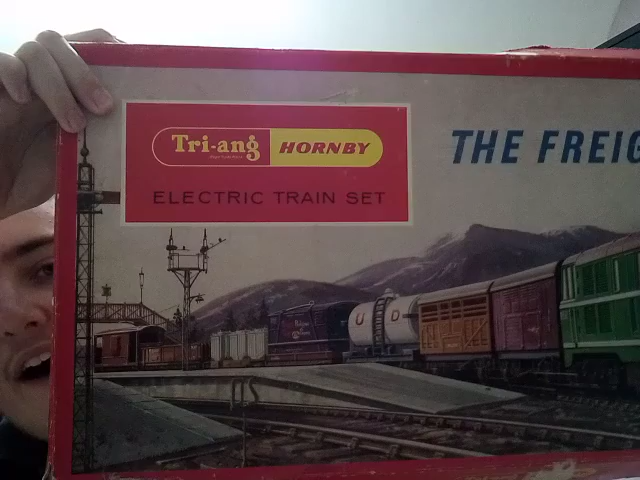 Tri-ang HORNBY
ELECTRIC TRAIN SET
THE FREIG
U D